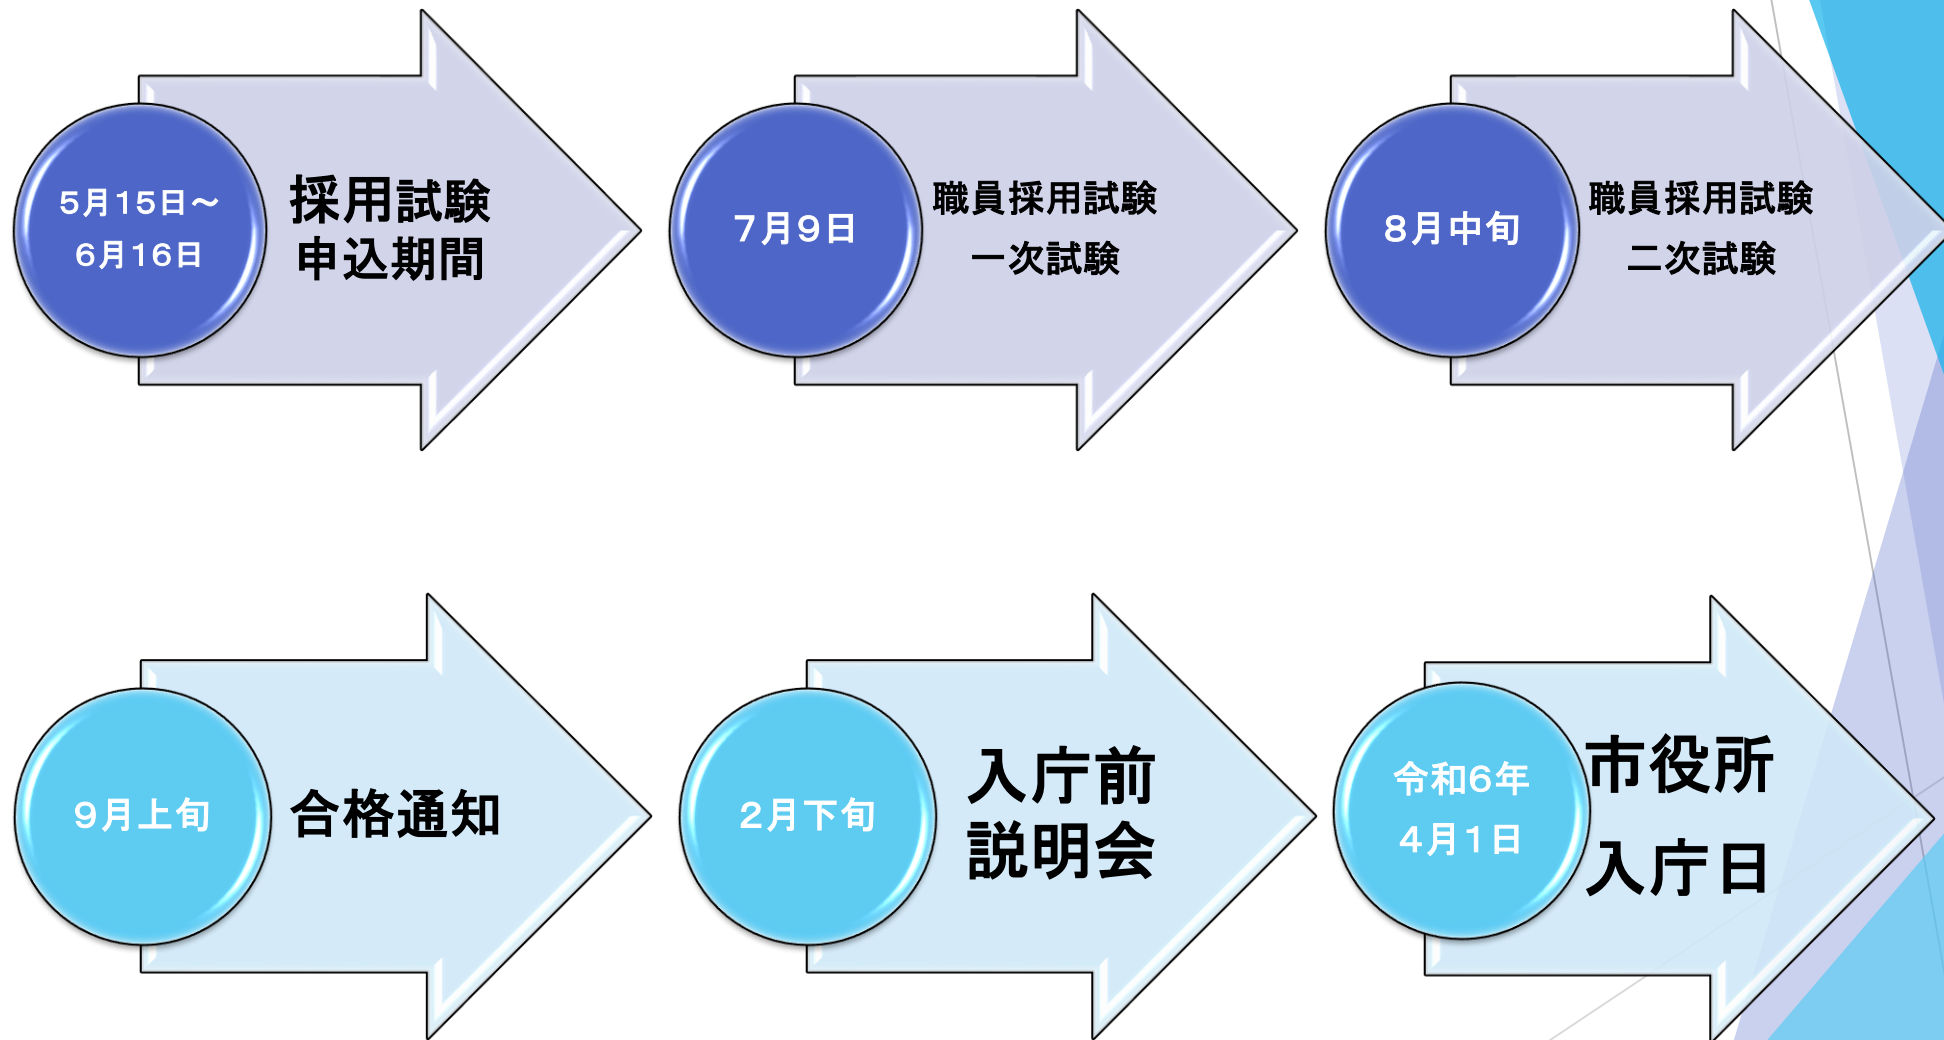 5月15日～
6月16日
採用試験
申込期間
7月9日
職員採用試験
一次試験
8月中旬
職員採用試験
二次試験
9月上旬
合格通知
2月下旬
入庁前
説明会
令和6年
4月1日
市役所
入庁日